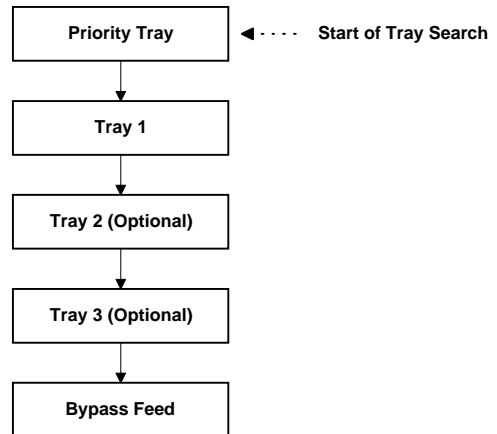 Priority Tray
Start of Tray Search
Tray 1
Tray 2 (Optional)
Tray 3 (Optional)
Bypass Feed